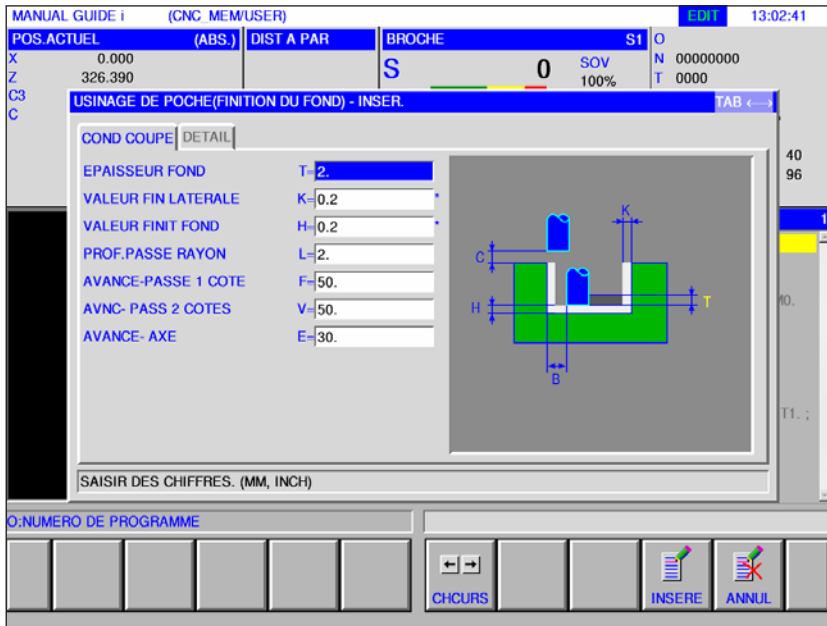 MANUAL GUIDE i (CNC_MEM/USER) EDIT 13:02:41
POS.ACTUEL (ABS.) DIST A PAR BROCHE S1 O
X 0.000 S 0 SOV N 00000000
Z 326.390 100% T 0000
C3
C
USINAGE DE POCHE(FINITION DU FOND) - INSER. TAB ←→
COND COUPE DETAIL
EPAISSEUR FOND T=2.
VALEUR FIN LATERALE K=0.2 *
VALEUR FINIT FOND H=0.2 *
PROF.PASSE RAYON L=2.
AVANCE-PASSE 1 COTE F=50.
AVNC- PASS 2 COTES V=50.
AVANCE- AXE E=30.
K
C
H
T
B
40
96
1
M0.
T1. ;
SAISIR DES CHIFFRES. (MM, INCH)
O:NUMERO DE PROGRAMME
CHCURS INSERE ANNUL